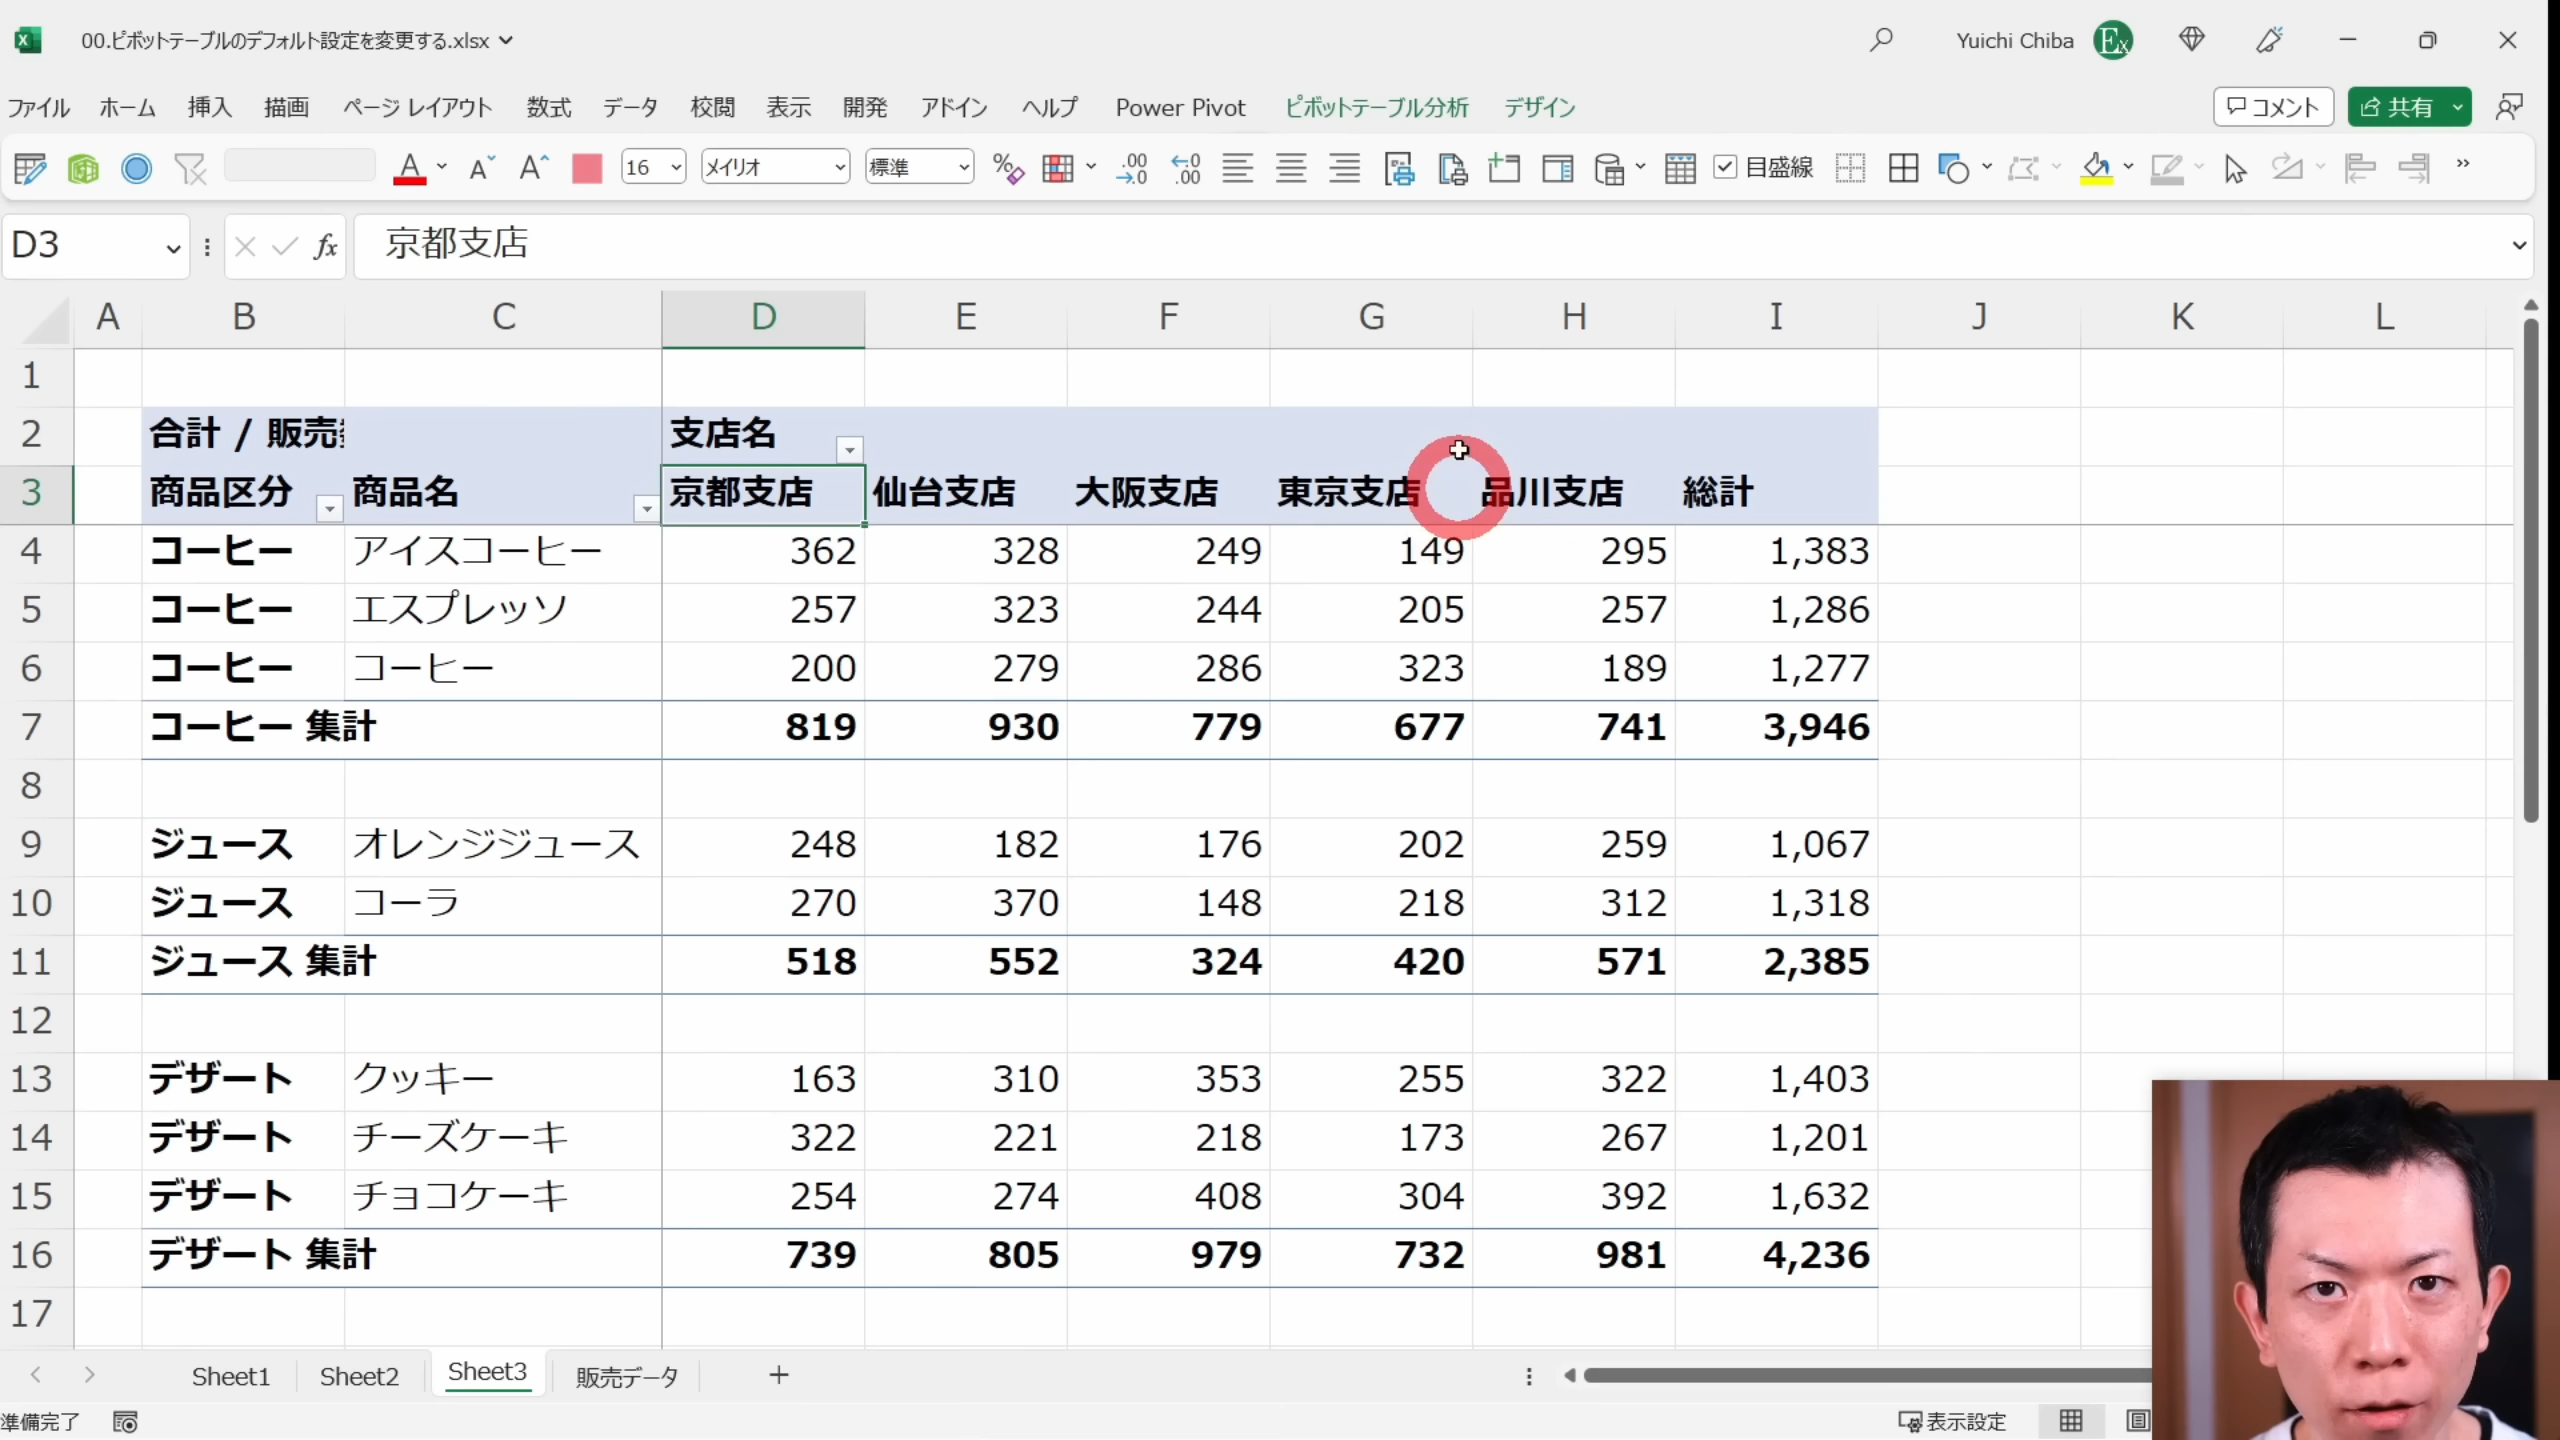 00.ピボットテーブルのデフォルト設定を変更する.xlsx
Yuichi Chiba
ファイル ホーム 挿入 描画 ページ レイアウト 数式 データ 校閲 表示 開発 アドイン ヘルプ Power Pivot ピボットテーブル分析 デザイン コメント 共有
16 メイリオ 標準 目盛線
D3 fx 京都支店
A B C D E F G H I J K L
1
2 合計 / 販売 支店名
3 商品区分 商品名 京都支店 仙台支店 大阪支店 東京支店 品川支店 総計
4 コーヒー アイスコーヒー 362 328 249 149 295 1,383
5 コーヒー エスプレッソ 257 323 244 205 257 1,286
6 コーヒー コーヒー 200 279 286 323 189 1,277
7 コーヒー 集計 819 930 779 677 741 3,946
8
9 ジュース オレンジジュース 248 182 176 202 259 1,067
10 ジュース コーラ 270 370 148 218 312 1,318
11 ジュース 集計 518 552 324 420 571 2,385
12
13 デザート クッキー 163 310 353 255 322 1,403
14 デザート チーズケーキ 322 221 218 173 267 1,201
15 デザート チョコケーキ 254 274 408 304 392 1,632
16 デザート 集計 739 805 979 732 981 4,236
17
Sheet1 Sheet2 Sheet3 販売データ
準備完了 表示設定